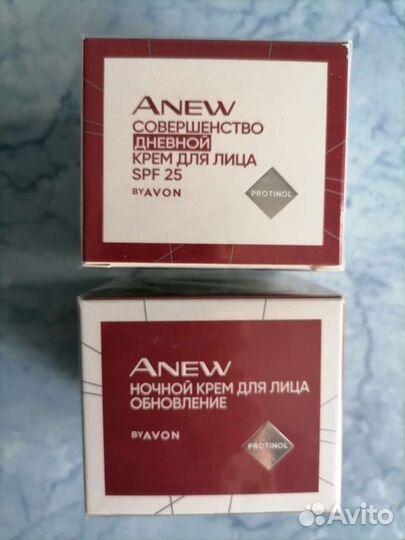 ANEW
СОВЕРШЕНСТВО
ДНЕВНОЙ
КРЕМ ДЛЯ ЛИЦА
SPF 25
BY AVON
PROTINOL
ANEW
НОЧНОЙ КРЕМ ДЛЯ ЛИЦА
ОБНОВЛЕНИЕ
BY AVON
PROTINOL
Avito